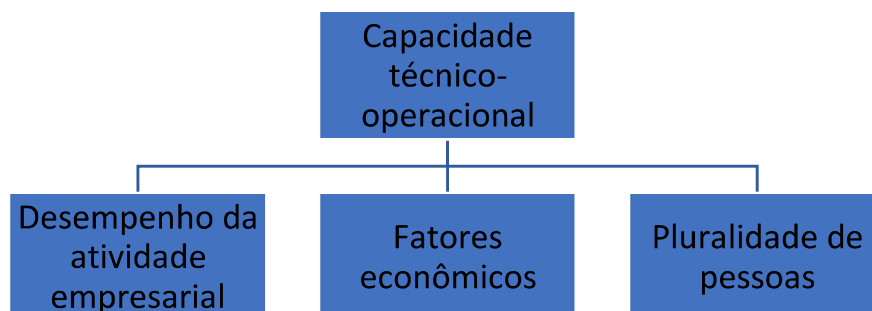 Capacidade
técnico-
operacional
Desempenho da
atividade
empresarial
Fatores
econômicos
Pluralidade de
pessoas